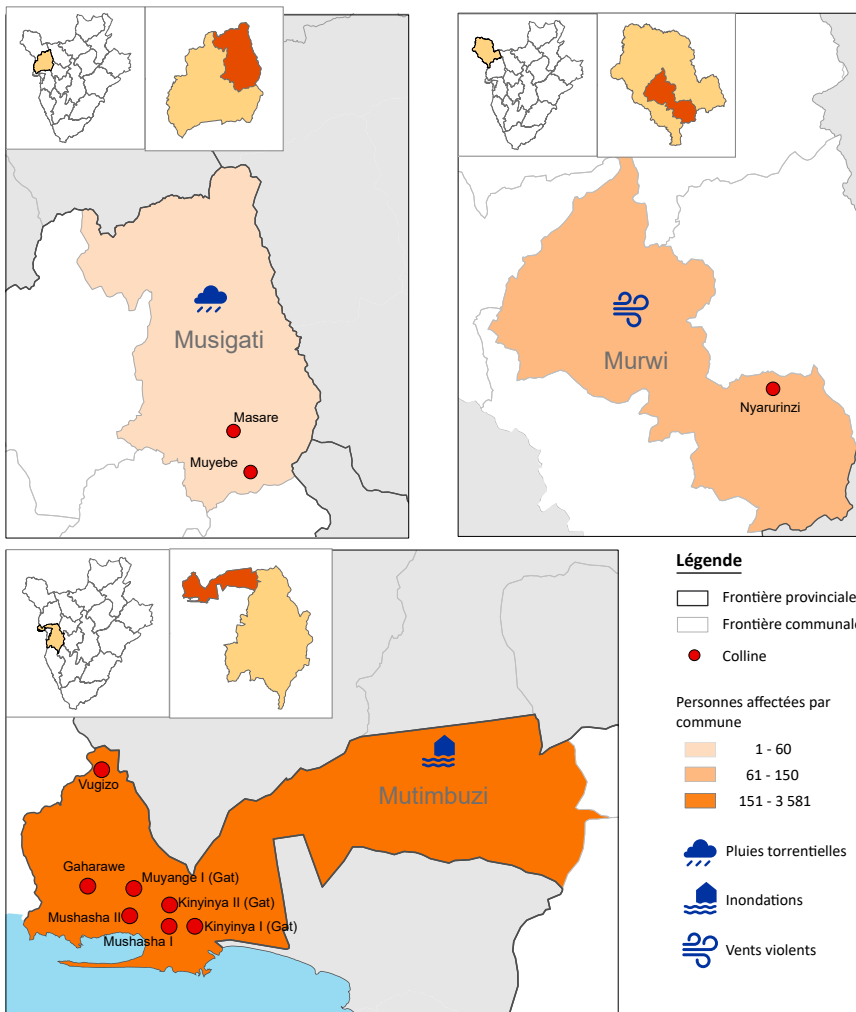 Musigati
Masare
Muyebe
Murwi
Nyarurinzi
Mutimbuzi
Vugizo
Gaharawe
Muyange I (Gat)
Kinyinya II (Gat)
Mushasha II
Kinyinya I (Gat)
Mushasha I
Légende
Frontière provinciale
Frontière communale
Colline
Personnes affectées par
commune
1 - 60
61 - 150
151 - 3 581
Pluies torrentielles
Inondations
Vents violents